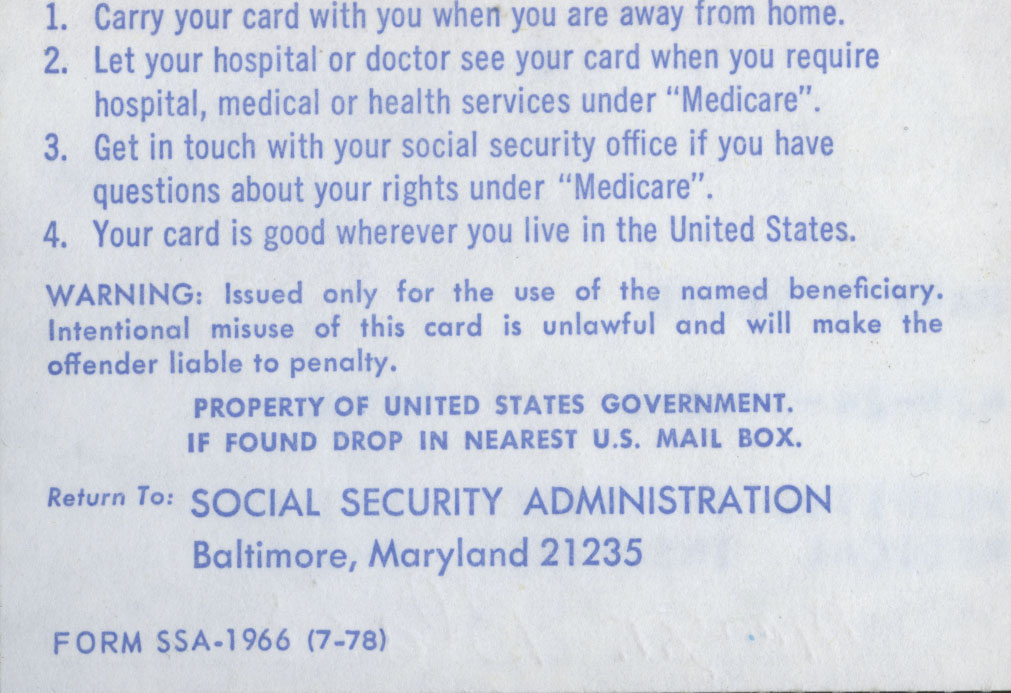 1. Carry your card with you when you are away from home.
2. Let your hospital or doctor see your card when you require
hospital, medical or health services under “Medicare”.
3. Get in touch with your social security office if you have
questions about your rights under “Medicare”.
4. Your card is good wherever you live in the United States.
WARNING: Issued only for the use of the named beneficiary.
Intentional misuse of this card is unlawful and will make the
offender liable to penalty.
PROPERTY OF UNITED STATES GOVERNMENT.
IF FOUND DROP IN NEAREST U.S. MAIL BOX.
Return To: SOCIAL SECURITY ADMINISTRATION
Baltimore, Maryland 21235
FORM SSA-1966 (7-78)